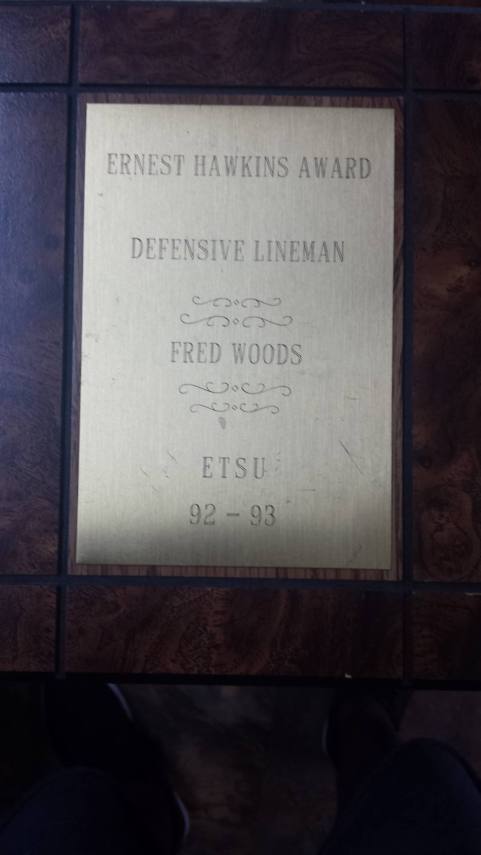 ERNEST HAWKINS AWARD
DEFENSIVE LINEMAN
FRED WOODS
ETSU
92 - 93